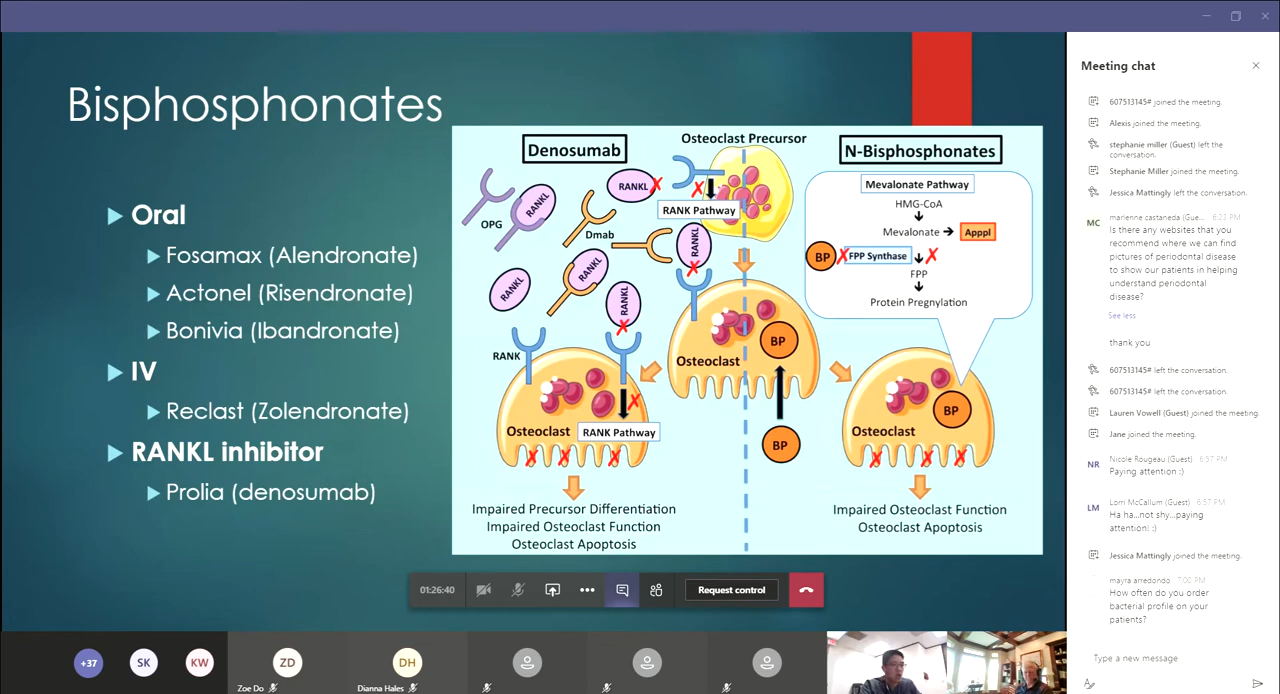 Bisphosphonates
Oral
Fosamax (Alendronate)
Actonel (Risendronate)
Bonivia (Ibandronate)
IV
Reclast (Zolendronate)
RANKL inhibitor
Prolia (denosumab)
Denosumab
Osteoclast Precursor
N-Bisphosphonates
RANKL
RANKL
OPG
Dmab
RANK Pathway
RANKL
RANKL
RANKL
RANKL
Mevalonate Pathway
HMG-CoA
Mevalonate
Apppl
BP
FPP Synthase
FPP
Protein Pregnylation
RANK
Osteoclast
BP
Osteoclast
RANK Pathway
BP
Osteoclast
BP
Impaired Precursor Differentiation
Impaired Osteoclast Function
Osteoclast Apoptosis
Impaired Osteoclast Function
Osteoclast Apoptosis
01:26:40
Request control
+37
SK
KW
ZD
Zoe Do
DH
Dianna Hales
Meeting chat
607513145# joined the meeting.
Alexis joined the meeting.
stephanie miller (Guest) left the
conversation.
Stephanie Miller joined the meeting.
Jessica Mattingly left the conversation.
MC
marienne castaneda (Gue... 6:23 PM
Is there any websites that you
recommend where we can find
pictures of periodontal disease
to show our patients in helping
understand periodontal
disease?
See less
thank you
607513145# left the conversation.
607513145# left the conversation.
Lauren Vowell (Guest) joined the meeting.
Jane joined the meeting.
NR
Nicole Rougeau (Guest) 6:57 PM
Paying attention :)
LM
Lorri McCallum (Guest) 6:57 PM
Ha ha...not shy...paying
attention! :)
Jessica Mattingly joined the meeting.
mayra arredondo 7:00 PM
How often do you order
bacterial profile on your
patients?
Type a new message